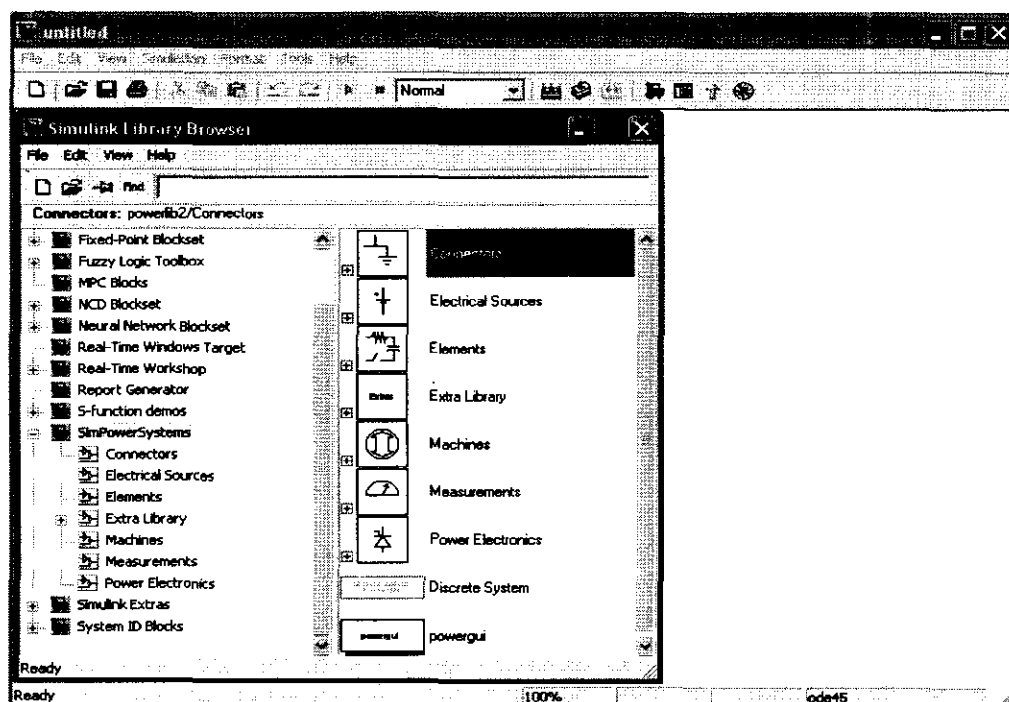 untitled
File Edit View Simulation Format Tools Help
Normal
Simulink Library Browser
File Edit View Help
Find
Connectors: powerlib2/Connectors
Fixed-Point Blockset
Fuzzy Logic Toolbox
MPC Blocks
NCD Blockset
Neural Network Blockset
Real-Time Windows Target
Real-Time Workshop
Report Generator
S-function demos
SimPowerSystems
Connectors
Electrical Sources
Elements
Extra Library
Machines
Measurements
Power Electronics
Simulink Extras
System ID Blocks
Connectors
Electrical Sources
Elements
Extras
Extra Library
Machines
Measurements
Power Electronics
Discrete System
powergui
powergui
Ready
Ready
100%
ode45